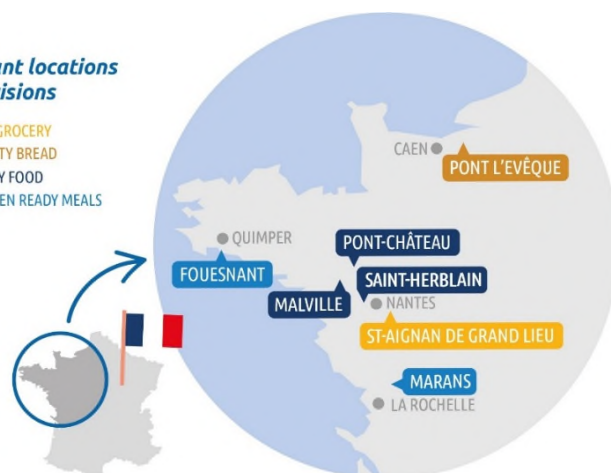 ant locations
isions
GROCERY
TY BREAD
Y FOOD
EN READY MEALS
CAEN
PONT L'EVÊQUE
QUIMPER
FOUESNANT
PONT-CHÂTEAU
SAINT-HERBLAIN
MALVILLE
NANTES
ST-AIGNAN DE GRAND LIEU
MARANS
LA ROCHELLE